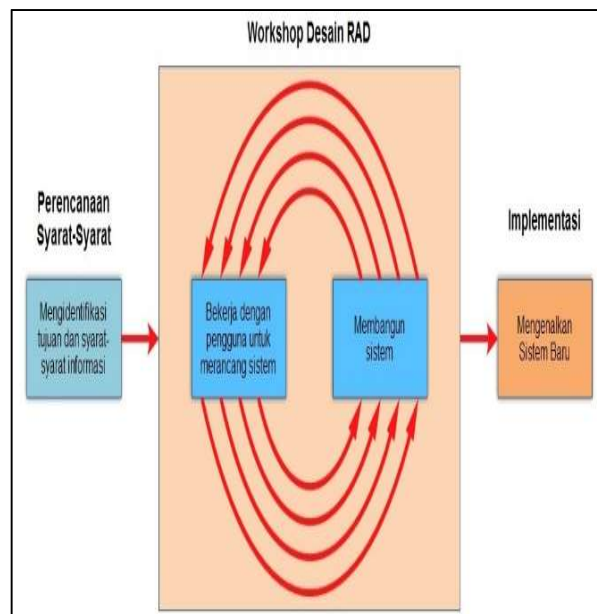 Workshop Desain RAD
Perencanaan
Syarat-Syarat
Mengidentifikasi
tujuan dan syarat-
syarat informasi
Bekerja dengan
pengguna untuk
merancang sistem
Membangun
sistem
Implementasi
Mengenalkan
Sistem Baru